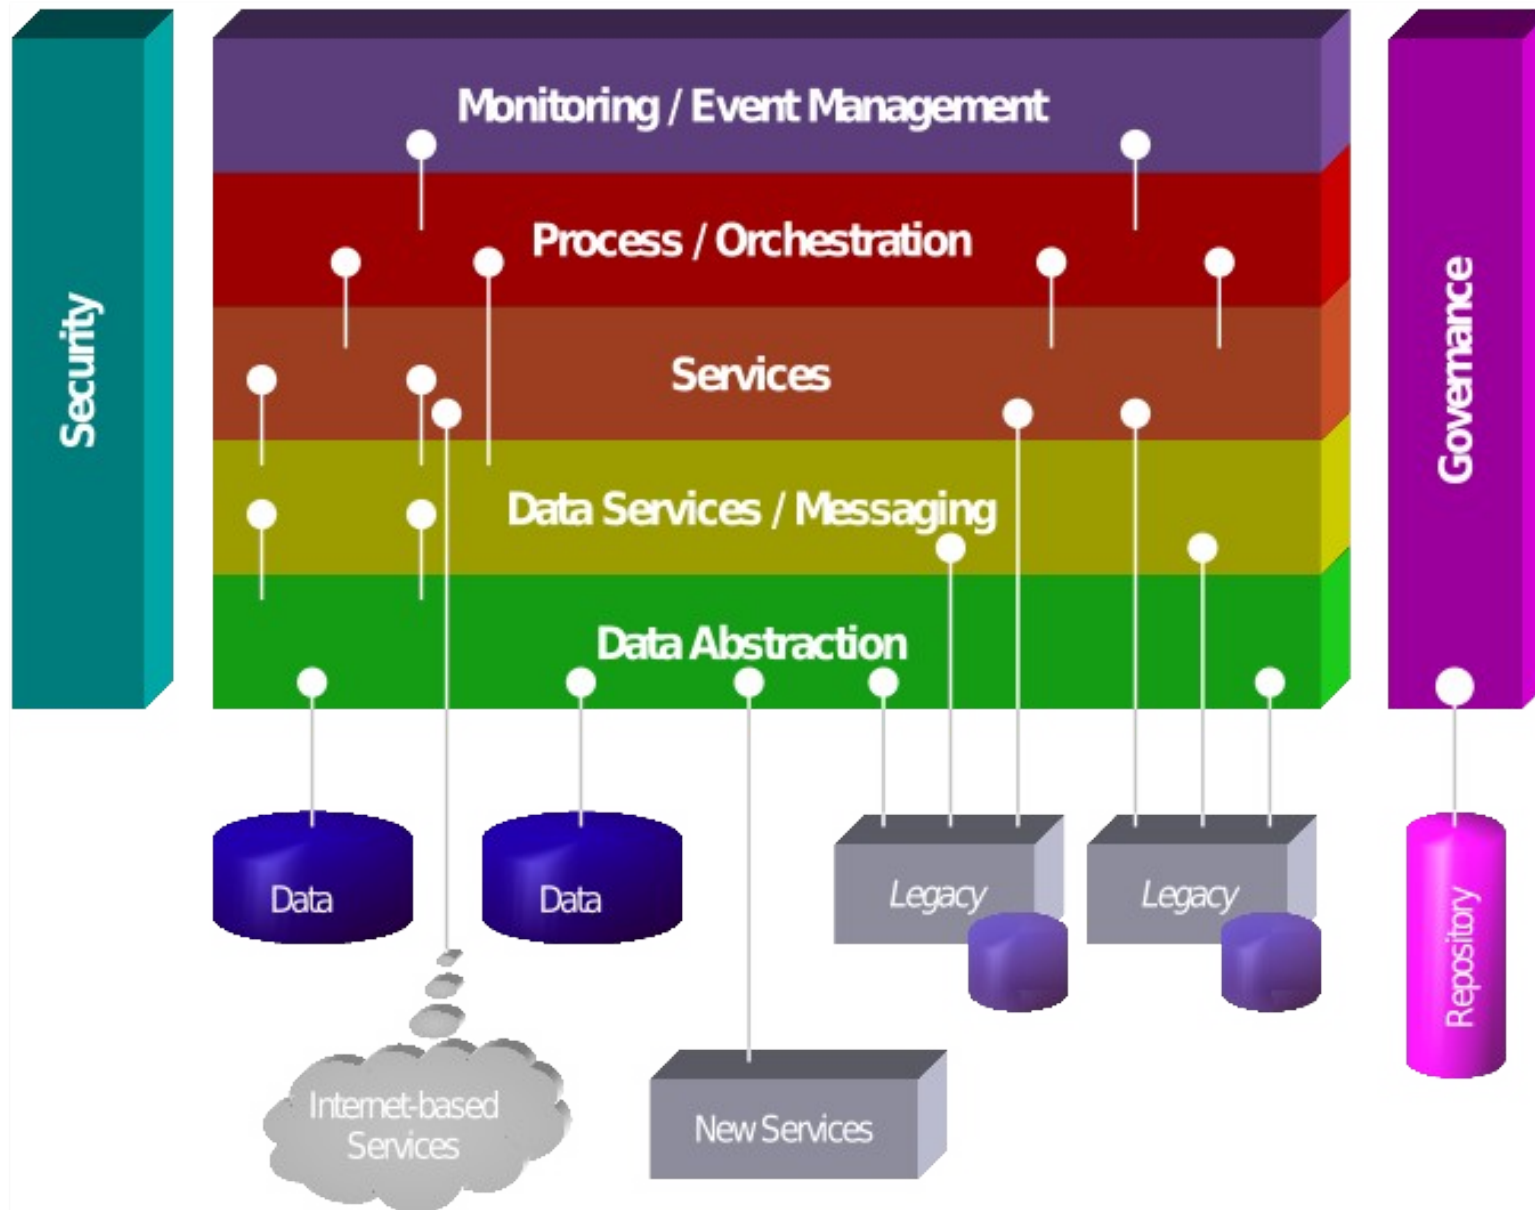 Monitoring / Event Management
Process / Orchestration
Services
Data Services / Messaging
Data Abstraction
Security
Governance
Data
Data
Legacy
Legacy
Repository
Internet-based
Services
New Services